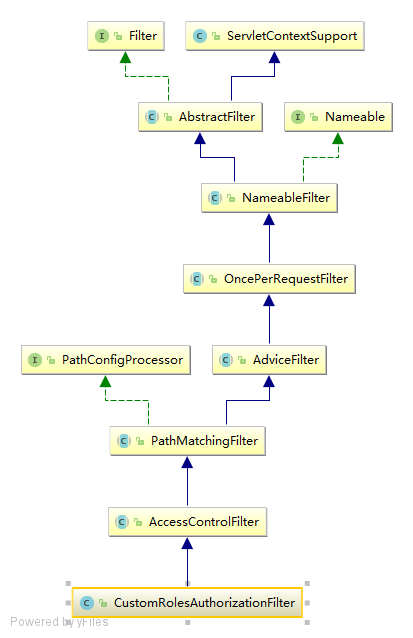 I Filter
C ServletContextSupport
C AbstractFilter
I Nameable
C NameableFilter
C OncePerRequestFilter
I PathConfigProcessor
C AdviceFilter
C PathMatchingFilter
C AccessControlFilter
C CustomRolesAuthorizationFilter
Powered by yFiles